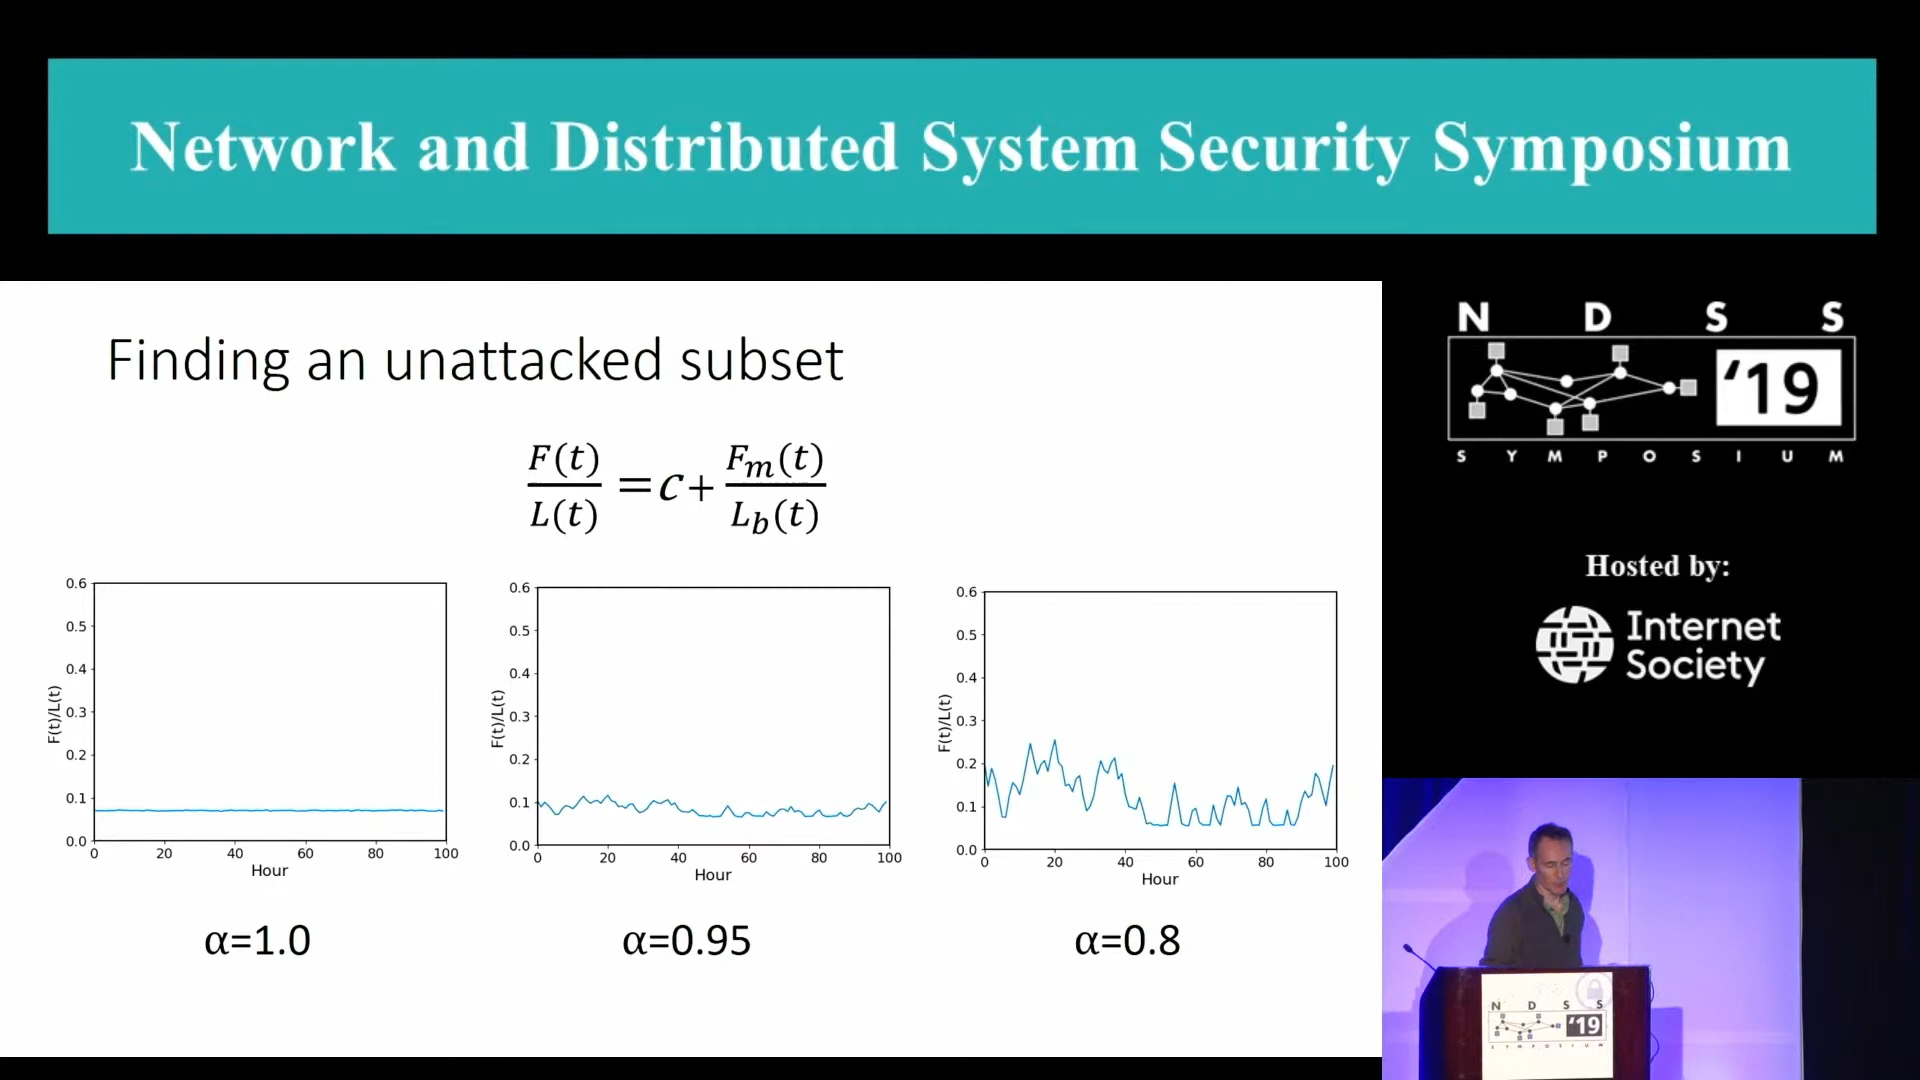 Network and Distributed System Security Symposium
Finding an unattacked subset
F(t)/L(t) = c + Fm(t)/Lb(t)
0.6
0.5
0.4
0.3
0.2
0.1
0.0
F(t)/L(t)
0 20 40 60 80 100
Hour
α=1.0
0.6
0.5
0.4
0.3
0.2
0.1
0.0
F(t)/L(t)
0 20 40 60 80 100
Hour
α=0.95
0.6
0.5
0.4
0.3
0.2
0.1
0.0
F(t)/L(t)
0 20 40 60 80 100
Hour
α=0.8
N D S S
'19
S Y M P O S I U M
Hosted by:
Internet
Society
N D S S
'19
S Y M P O S I U M